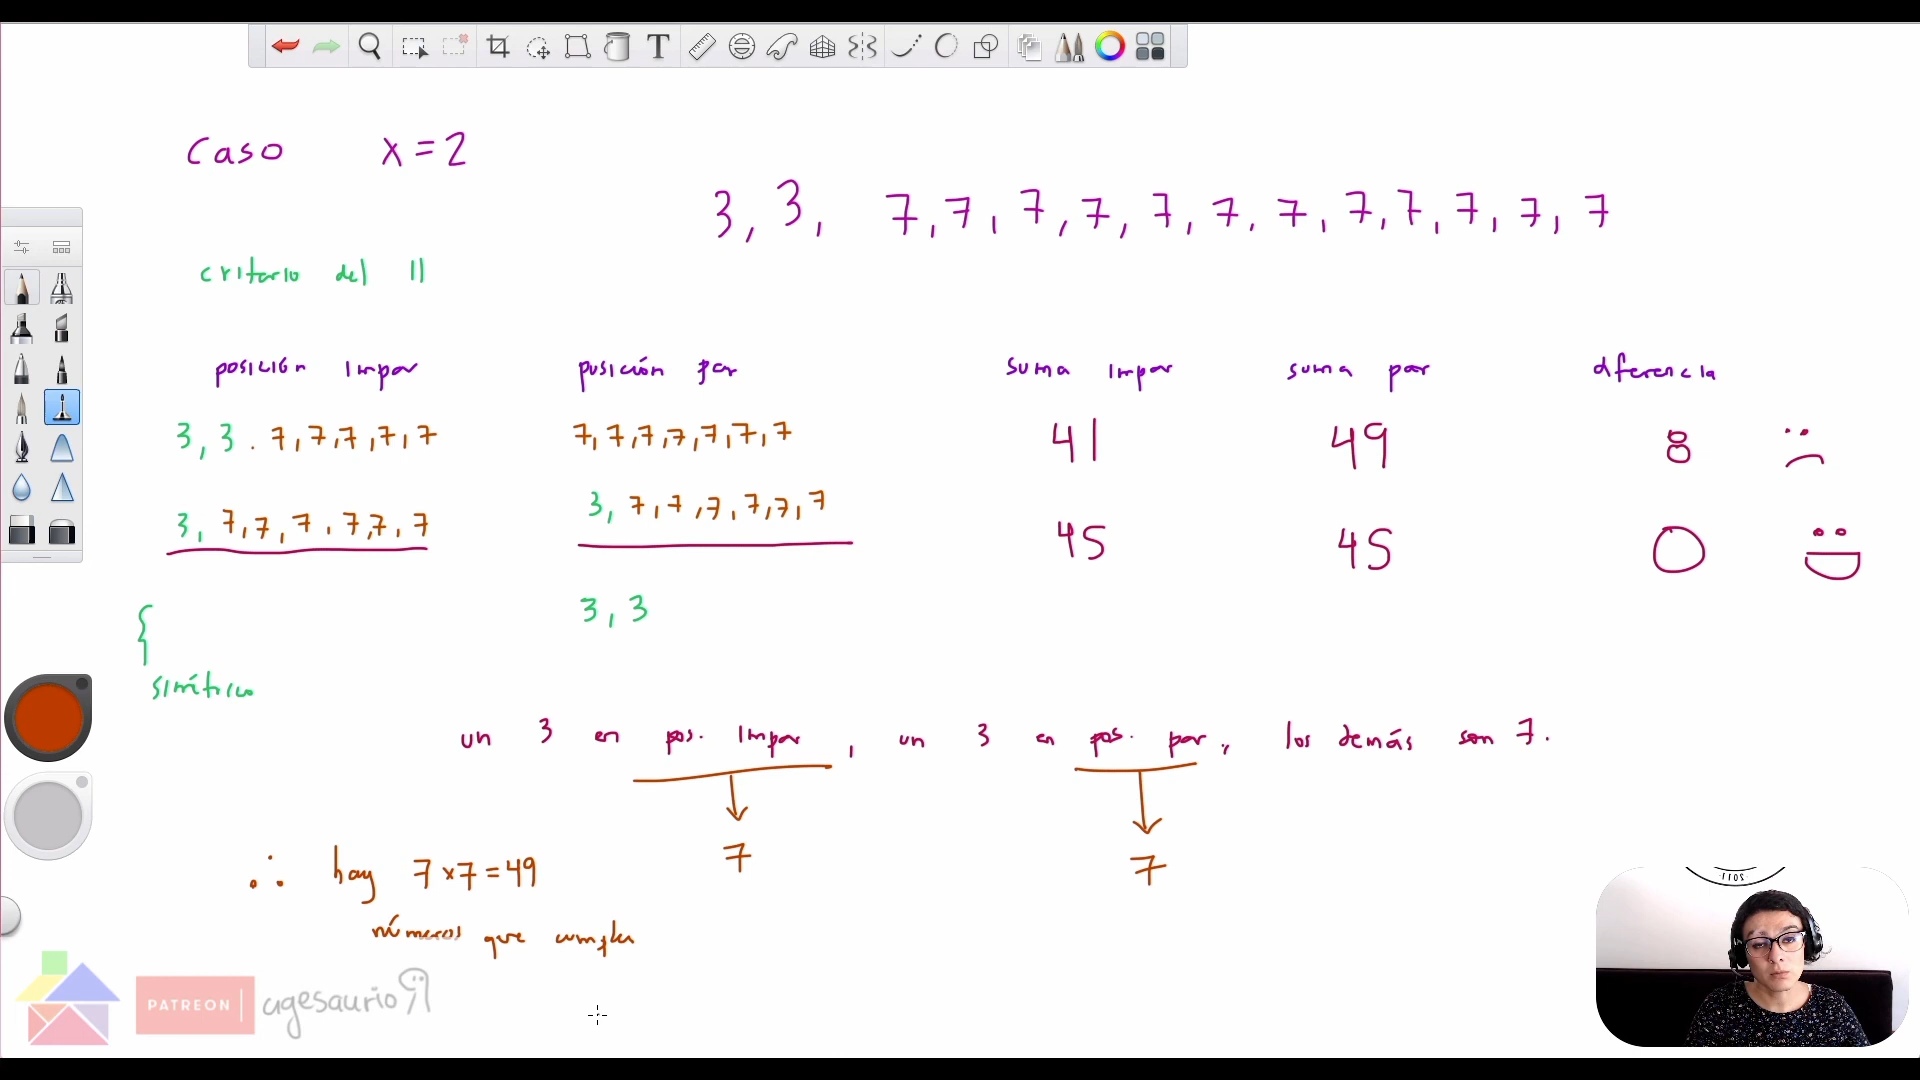 Caso x = 2
3, 3, 7, 7, 7, 7, 7, 7, 7, 7, 7, 7, 7, 7
criterio del 11
posición impar posición par suma impar suma par diferencia
3, 3, 7, 7, 7, 7, 7 7, 7, 7, 7, 7, 7, 7 41 49 8
3, 7, 7, 7, 7, 7, 7 3, 7, 7, 7, 7, 7, 7 45 45 0
3, 3
simétrico
un 3 en pos. impar, un 3 en pos. par, los demás son 7.
7 7
∴ hay 7 × 7 = 49
números que cumplen
PATREON agesaurio
2011
T